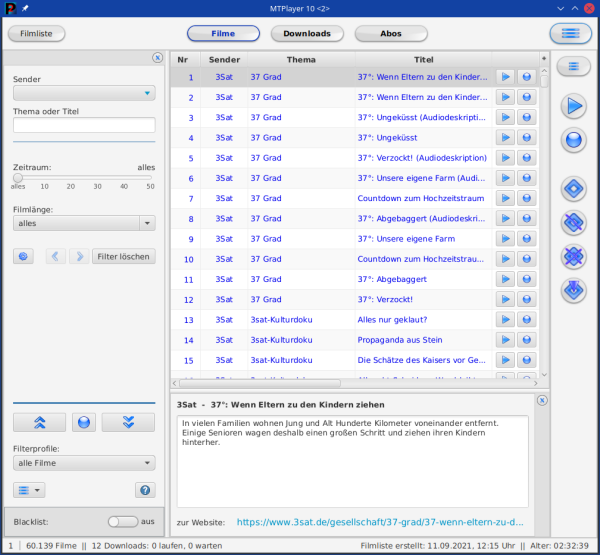 MTPlayer 10 <2>
Filmliste
Filme
Downloads
Abos
Sender
Thema oder Titel
Zeitraum: alles
alles 10 20 30 40 50
Filmlänge:
alles
Filter löschen
Filterprofile:
alle Filme
Blacklist: aus
Nr Sender Thema Titel
1 3Sat 37 Grad 37°: Wenn Eltern zu den Kinder...
2 3Sat 37 Grad 37°: Wenn Eltern zu den Kinder...
3 3Sat 37 Grad 37°: Ungeküsst (Audiodeskripti...
4 3Sat 37 Grad 37°: Ungeküsst
5 3Sat 37 Grad 37°: Verzockt! (Audiodeskription)
6 3Sat 37 Grad 37°: Unsere eigene Farm (Audi...
7 3Sat 37 Grad Countdown zum Hochzeitstraum
8 3Sat 37 Grad 37°: Abgebaggert (Audiodeskri...
9 3Sat 37 Grad 37°: Unsere eigene Farm
10 3Sat 37 Grad Countdown zum Hochzeitstrau...
11 3Sat 37 Grad 37°: Abgebaggert
12 3Sat 37 Grad 37°: Verzockt!
13 3Sat 3sat-Kulturdoku Alles nur geklaut?
14 3Sat 3sat-Kulturdoku Propaganda aus Stein
15 3Sat 3sat-Kulturdoku Die Schätze des Kaisers vor Ge...
3Sat - 37°: Wenn Eltern zu den Kindern ziehen
In vielen Familien wohnen Jung und Alt Hunderte Kilometer voneinander entfernt.
Einige Senioren wagen deshalb einen großen Schritt und ziehen ihren Kindern
hinterher.
zur Website: https://www.3sat.de/gesellschaft/37-grad/37-wenn-eltern-zu-d...
1 | 60.139 Filme || 12 Downloads: 0 laufen, 0 warten
Filmliste erstellt: 11.09.2021, 12:15 Uhr || Alter: 02:32:39